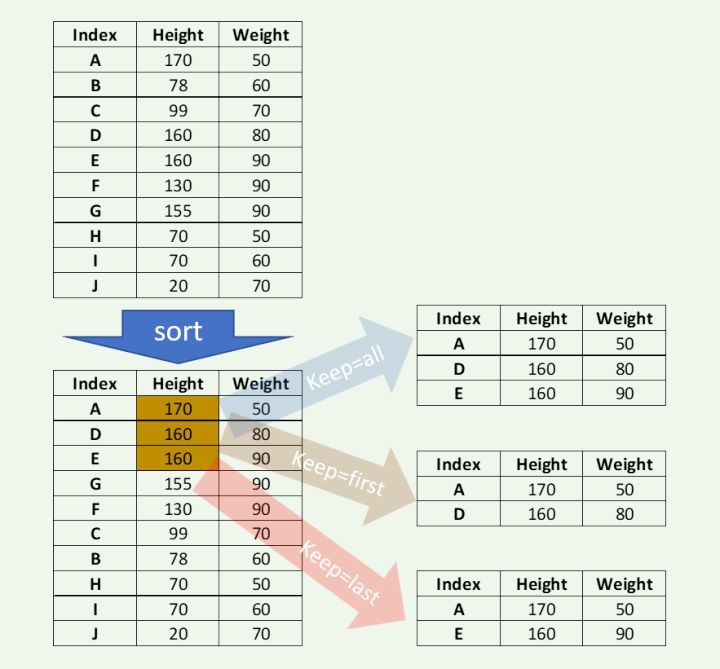 Index Height Weight
A 170 50
B 78 60
C 99 70
D 160 80
E 160 90
F 130 90
G 155 90
H 70 50
I 70 60
J 20 70
sort
Index Height Weight
A 170 50
D 160 80
E 160 90
G 155 90
F 130 90
C 99 70
B 78 60
H 70 50
I 70 60
J 20 70
Keep=all
Index Height Weight
A 170 50
D 160 80
E 160 90
Keep=first
Index Height Weight
A 170 50
D 160 80
Keep=last
Index Height Weight
A 170 50
E 160 90